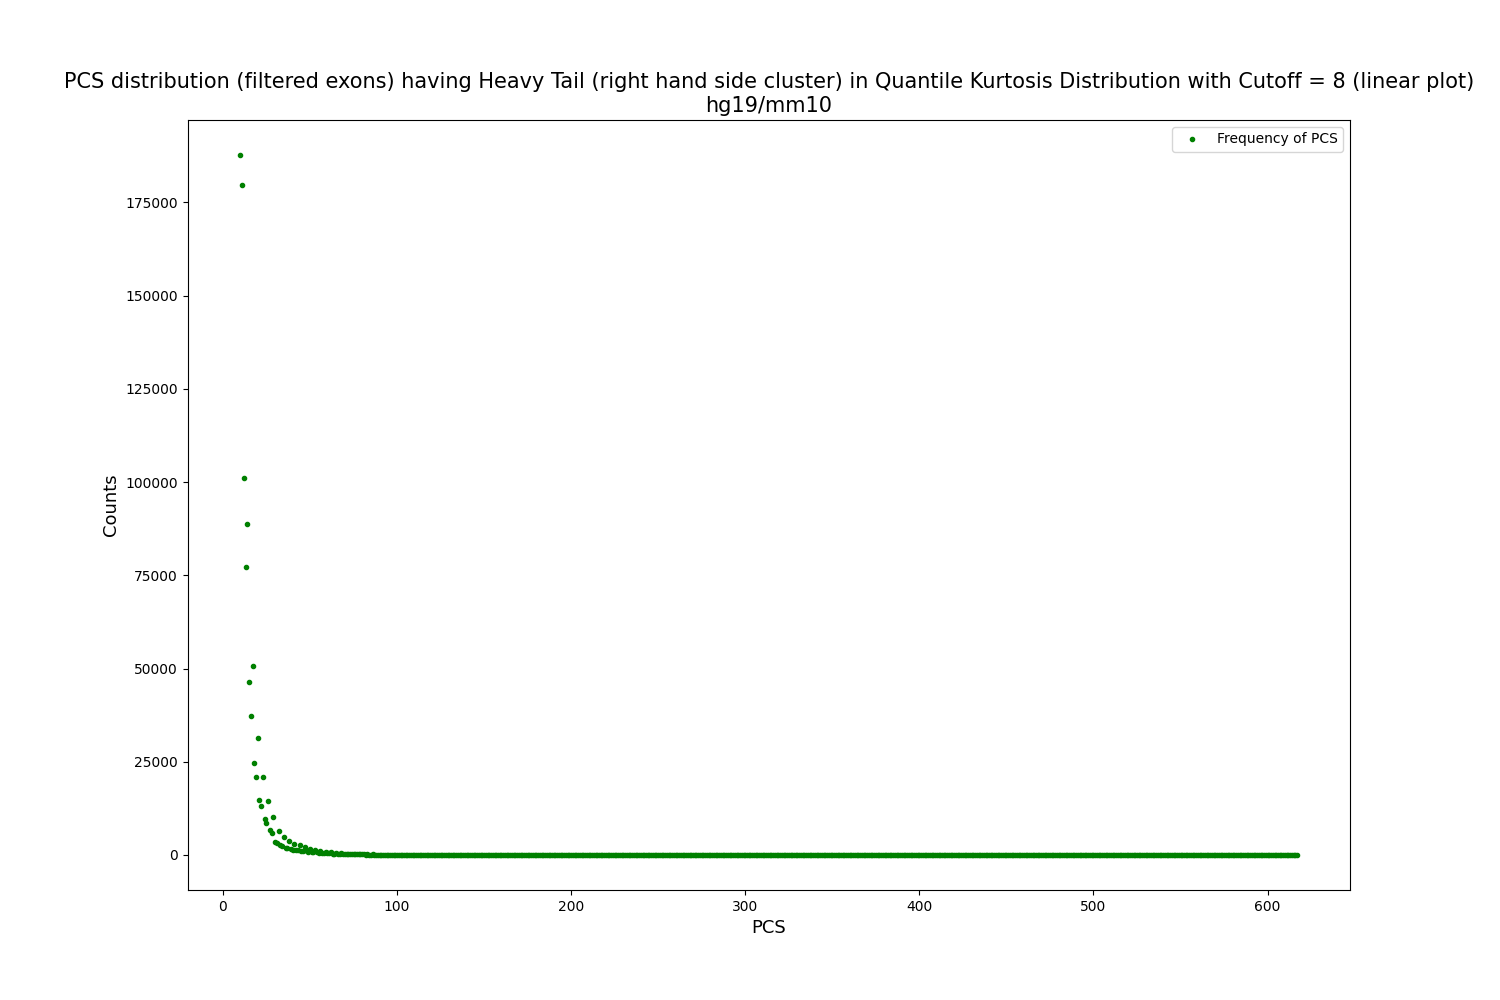 PCS distribution (filtered exons) having Heavy Tail (right hand side cluster) in Quantile Kurtosis Distribution with Cutoff = 8 (linear plot)
hg19/mm10
Frequency of PCS
175000
150000
125000
100000
75000
50000
25000
0
Counts
0 100 200 300 400 500 600
PCS